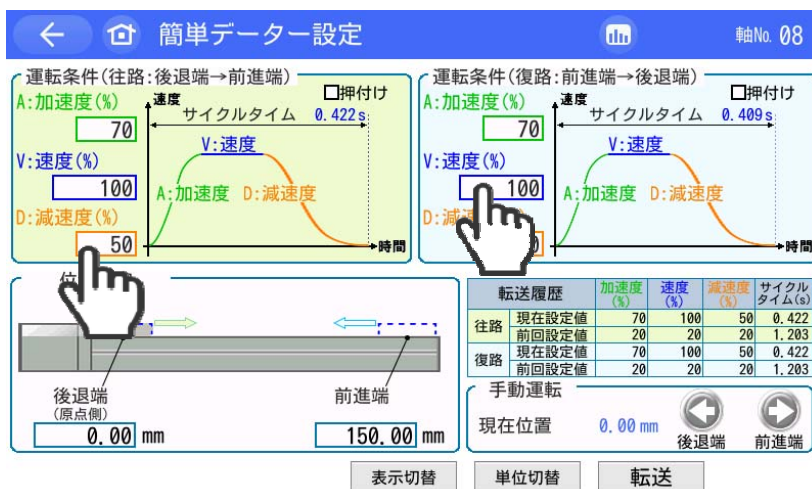 簡単データー設定
軸No. 08
運転条件(往路:後退端→前進端)
A:加速度(%)
70
V:速度(%)
100
D:減速度(%)
50
速度
押付け
サイクルタイム 0.422s
V:速度
A:加速度 D:減速度
時間
運転条件(復路:前進端→後退端)
A:加速度(%)
70
V:速度(%)
100
速度
押付け
サイクルタイム 0.409s
V:速度
A:加速度 D:減速度
時間
後退端
(原点側)
0.00 mm
前進端
150.00 mm
転送履歴 加速度(%) 速度(%) 減速度(%) サイクルタイム(s)
往路 現在設定値 70 100 50 0.422
前回設定値 20 20 20 1.203
復路 現在設定値 70 100 50 0.422
前回設定値 20 20 20 1.203
手動運転
現在位置 0.00 mm
後退端
前進端
表示切替
単位切替
転送